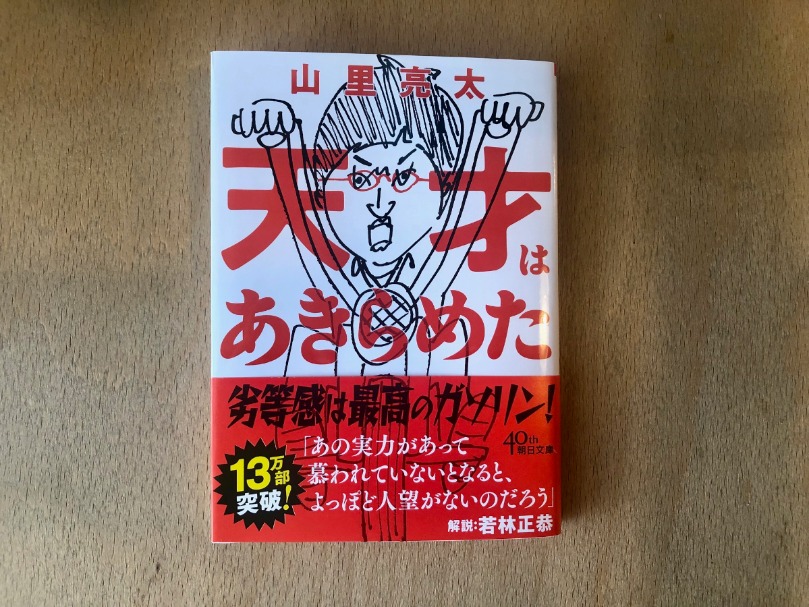 山里亮太
天才は
あきらめた
劣等感は最高のガソリン!
40th
朝日文庫
13万部
突破!
「あの実力があって
慕われていないとなると、
よっぽど人望がないのだろう」
解説:若林正恭